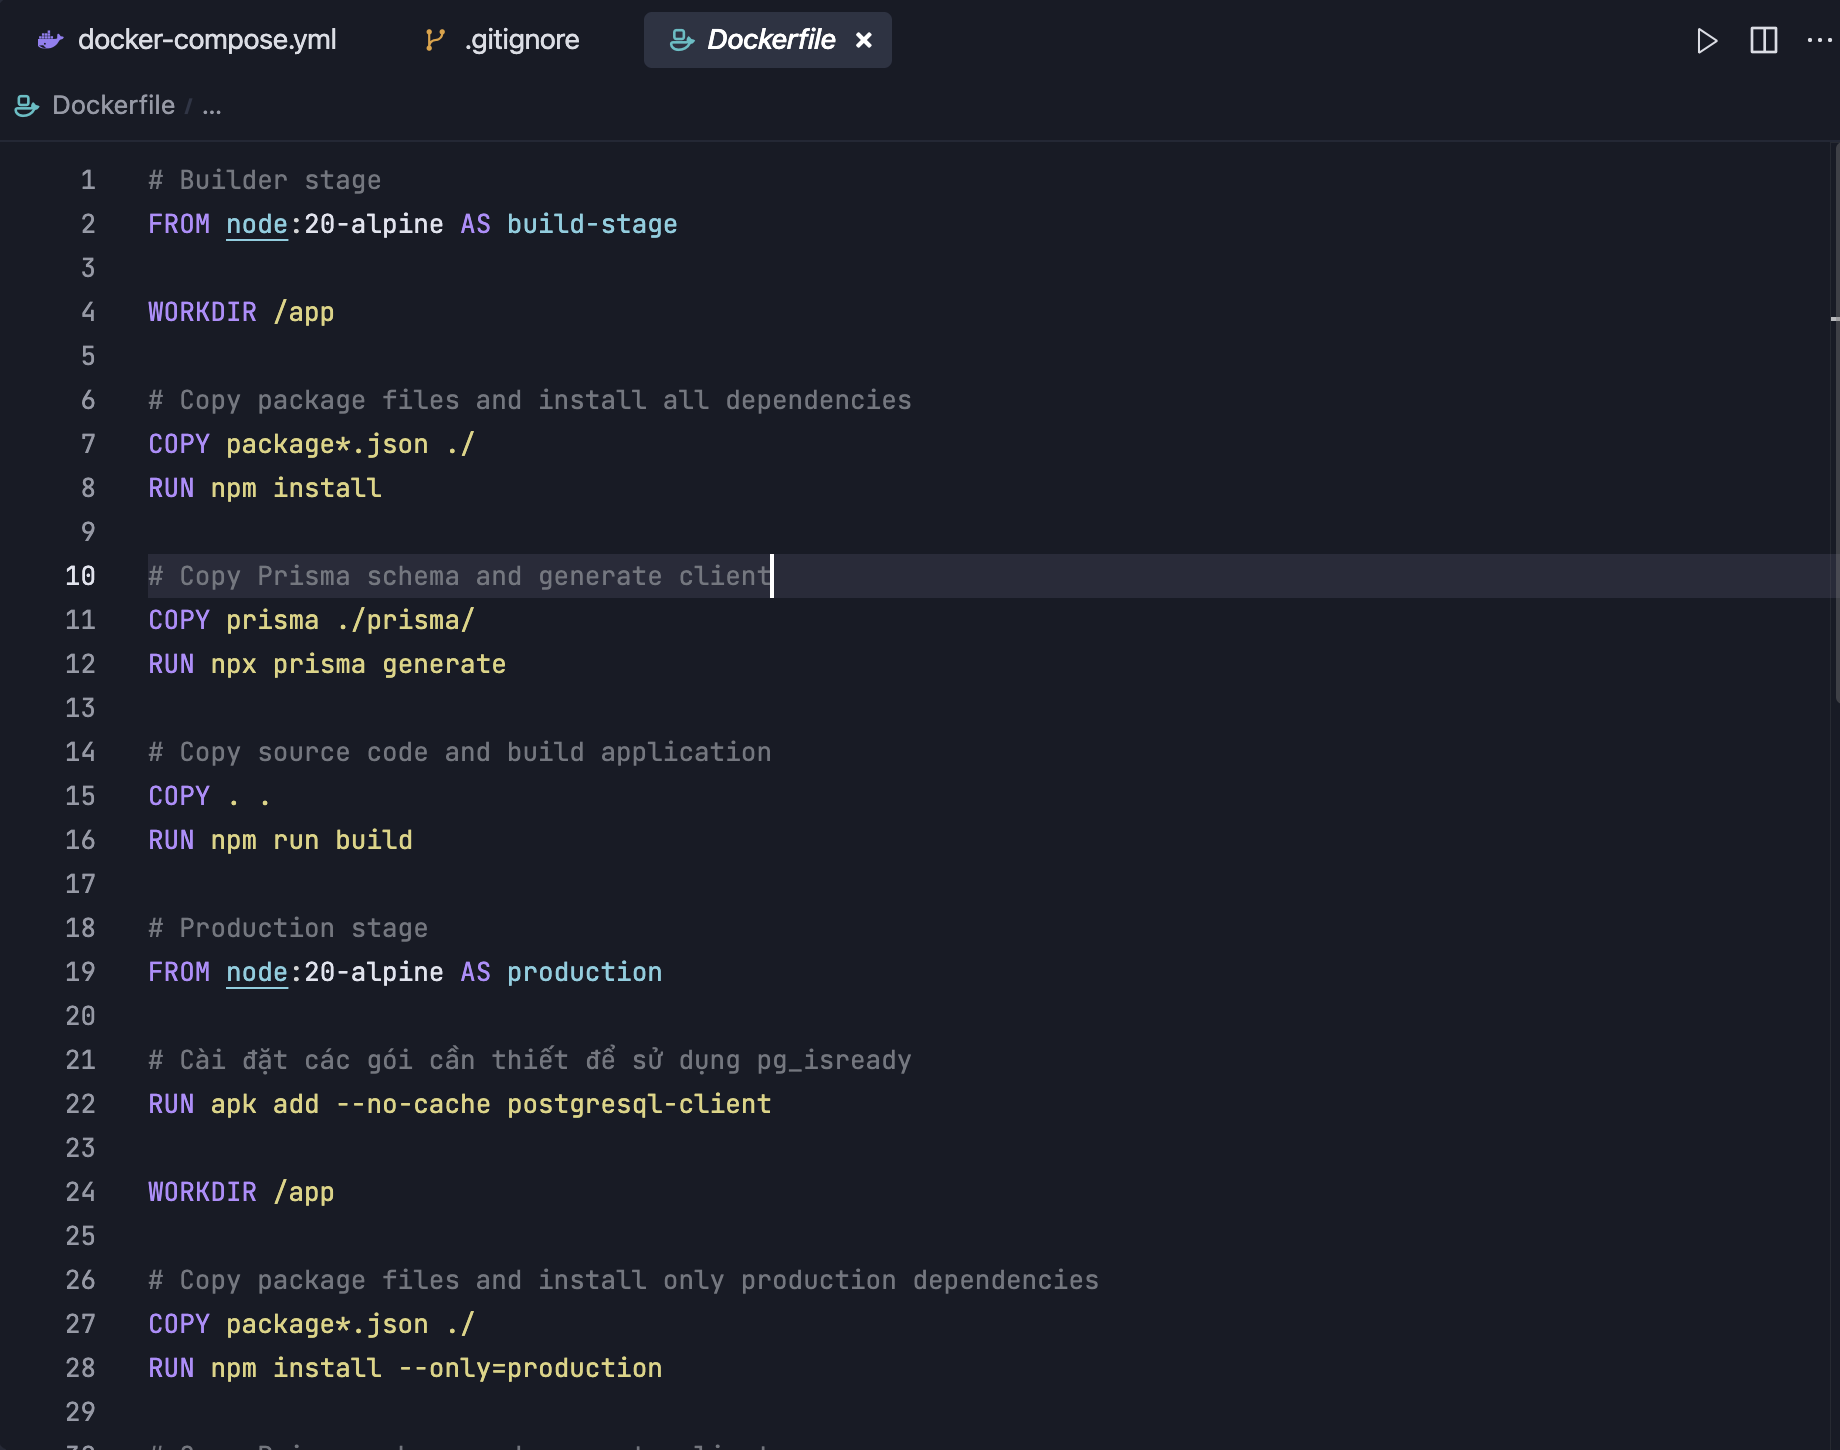 docker-compose.yml .gitignore Dockerfile
Dockerfile / ...
1 # Builder stage
2 FROM node:20-alpine AS build-stage
3
4 WORKDIR /app
5
6 # Copy package files and install all dependencies
7 COPY package*.json ./
8 RUN npm install
9
10 # Copy Prisma schema and generate client
11 COPY prisma ./prisma/
12 RUN npx prisma generate
13
14 # Copy source code and build application
15 COPY . .
16 RUN npm run build
17
18 # Production stage
19 FROM node:20-alpine AS production
20
21 # Cài đặt các gói cần thiết để sử dụng pg_isready
22 RUN apk add --no-cache postgresql-client
23
24 WORKDIR /app
25
26 # Copy package files and install only production dependencies
27 COPY package*.json ./
28 RUN npm install --only=production
29